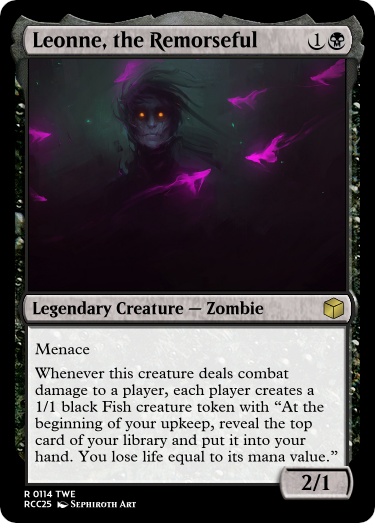 Leonne, the Remorseful 1
Legendary Creature — Zombie
Menace
Whenever this creature deals combat
damage to a player, each player creates a
1/1 black Fish creature token with “At the
beginning of your upkeep, reveal the top
card of your library and put it into your
hand. You lose life equal to its mana value.”
2/1
R 0114 TWE
RCC25 Sephiroth Art